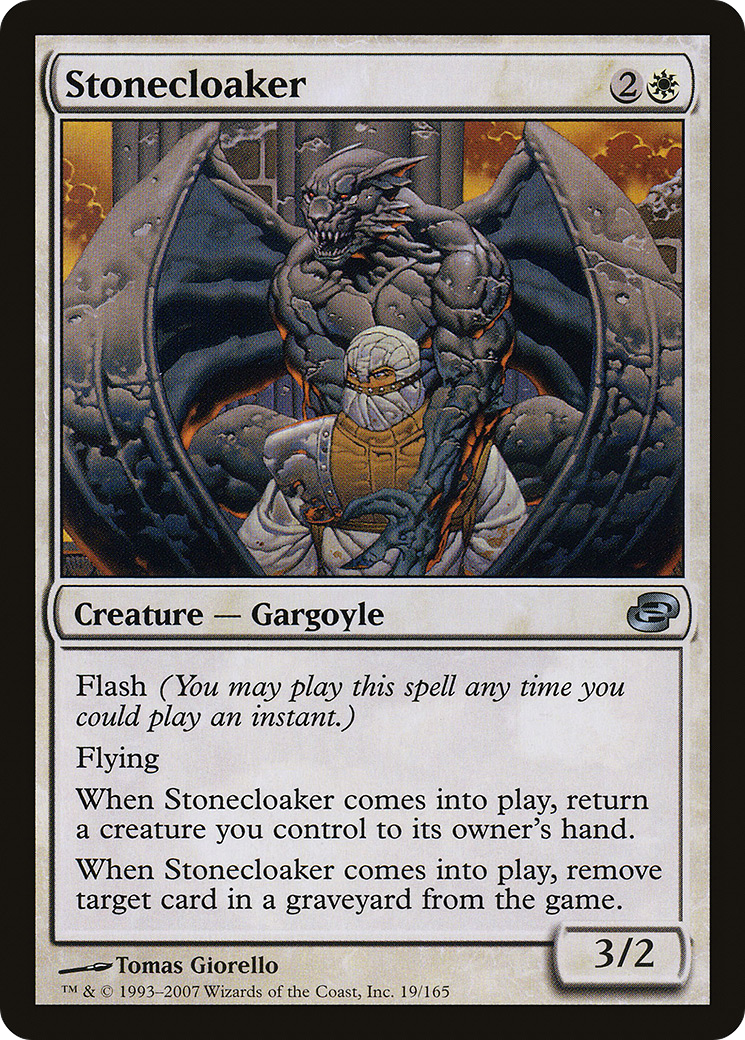 Stonecloaker 2
Creature — Gargoyle
Flash (You may play this spell any time you
could play an instant.)
Flying
When Stonecloaker comes into play, return
a creature you control to its owner's hand.
When Stonecloaker comes into play, remove
target card in a graveyard from the game.
3/2
Tomas Giorello
™ & © 1993–2007 Wizards of the Coast, Inc. 19/165